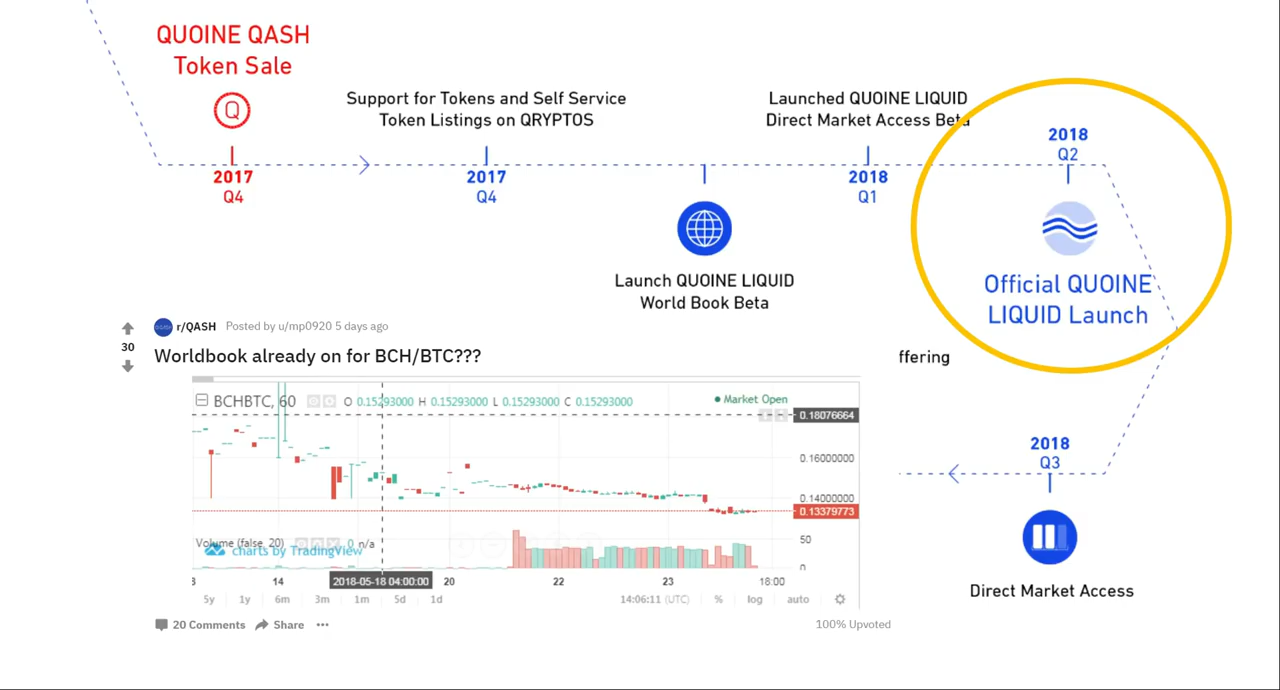 QUOINE QASH
Token Sale
Q
2017
Q4
Support for Tokens and Self Service
Token Listings on QRYPTOS
2017
Q4
Launch QUOINE LIQUID
World Book Beta
Launched QUOINE LIQUID
Direct Market Access Beta
2018
Q1
2018
Q2
Official QUOINE
LIQUID Launch
ffering
2018
Q3
Direct Market Access
30
r/QASH Posted by u/mp0920 5 days ago
Worldbook already on for BCH/BTC???
BCHBTC, 60 O 0.15293000 H 0.15293000 L 0.15293000 C 0.15293000
Market Open
0.18076664
0.16000000
0.14000000
0.13379773
Volume (false, 20) 0 n/a
50
0
charts by TradingView
14 2018-05-18 04:00:00 20 22 23 18:00
5y 1y 6m 3m 1m 5d 1d 14:06:11 (UTC) % log auto
20 Comments Share ••• 100% Upvoted